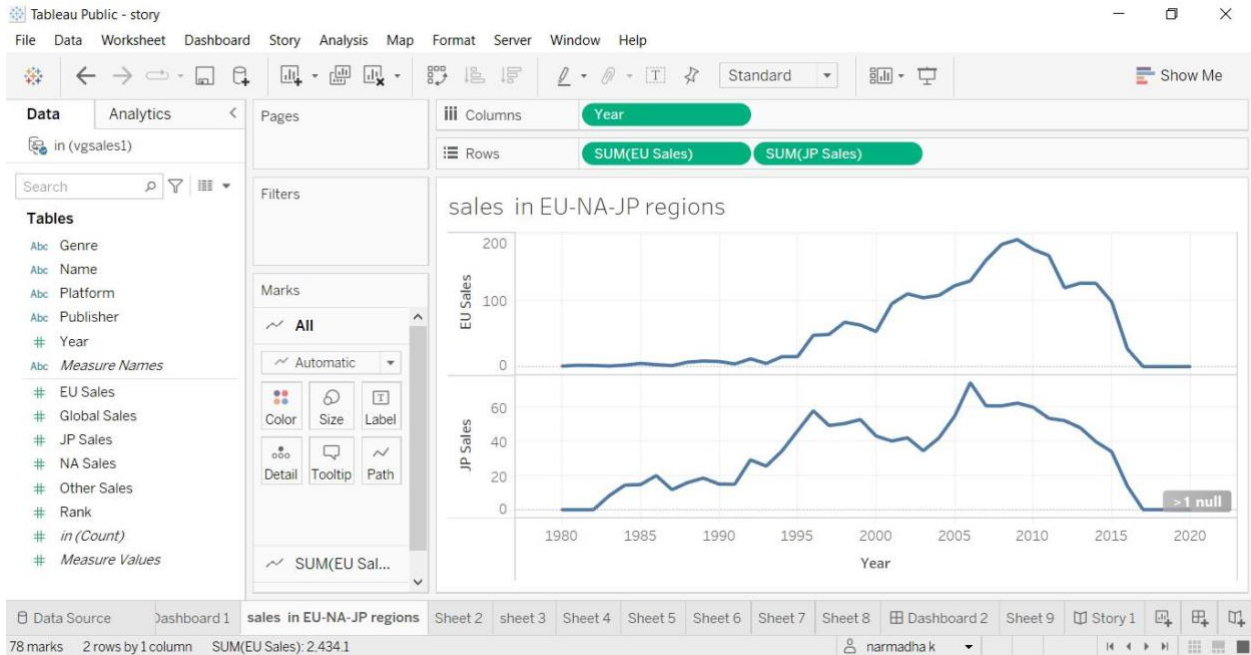 Tableau Public - story
File Data Worksheet Dashboard Story Analysis Map Format Server Window Help
Standard
Show Me
Data Analytics
in (vgsales1)
Search
Tables
Abc Genre
Abc Name
Abc Platform
Abc Publisher
# Year
Abc Measure Names
# EU Sales
# Global Sales
# JP Sales
# NA Sales
# Other Sales
# Rank
# in (Count)
# Measure Values
Pages
Filters
Marks
All
Automatic
Color Size Label
Detail Tooltip Path
SUM(EU Sal...
Columns Year
Rows SUM(EU Sales) SUM(JP Sales)
sales in EU-NA-JP regions
EU Sales
200
100
0
JP Sales
60
40
20
0
>1 null
1980 1985 1990 1995 2000 2005 2010 2015 2020
Year
Data Source Dashboard 1 sales in EU-NA-JP regions Sheet 2 sheet 3 Sheet 4 Sheet 5 Sheet 6 Sheet 7 Sheet 8 Dashboard 2 Sheet 9 Story 1
78 marks 2 rows by 1 column SUM(EU Sales): 2,434.1 narmadha k